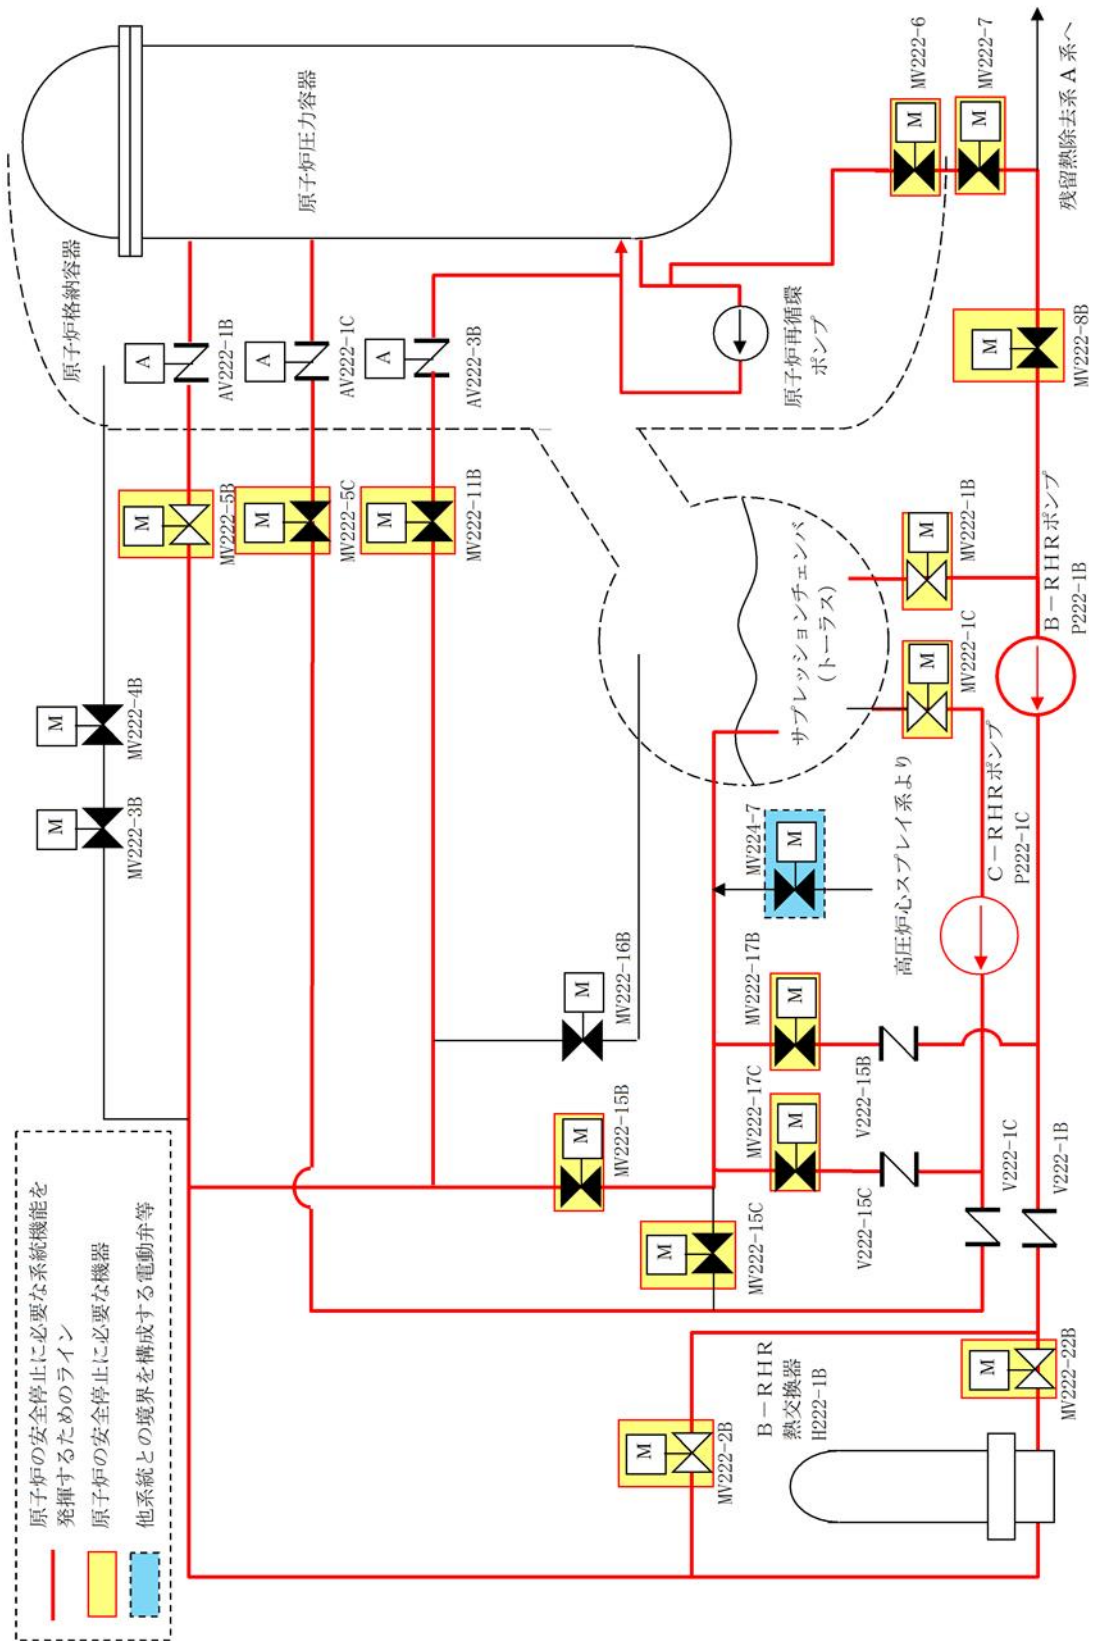 原子炉の安全停止に必要な系統機能を
発揮するためのライン
原子炉の安全停止に必要な機器
他系統との境界を構成する電動弁等
M
MV222-3B
M
MV222-4B
原子炉格納容器
原子炉圧力容器
M
MV222-5B
A
AV222-1B
M
MV222-5C
A
AV222-1C
M
MV222-11B
A
AV222-3B
原子炉再循環
ポンプ
M
MV222-6
M
MV222-7
残留熱除去系A系へ
M
MV222-8B
M
MV222-16B
M
MV222-15B
M
MV222-15C
M
MV222-17C
M
MV222-17B
M
MV224-7
高圧炉心スプレイ系より
サプレッションチェンバ
(トーラス)
M
MV222-1C
M
MV222-1B
B-RHRポンプ
P222-1B
C-RHRポンプ
P222-1C
V222-15C
V222-15B
V222-1C
V222-1B
M
MV222-2B
B-RHR
熱交換器
H222-1B
M
MV222-22B